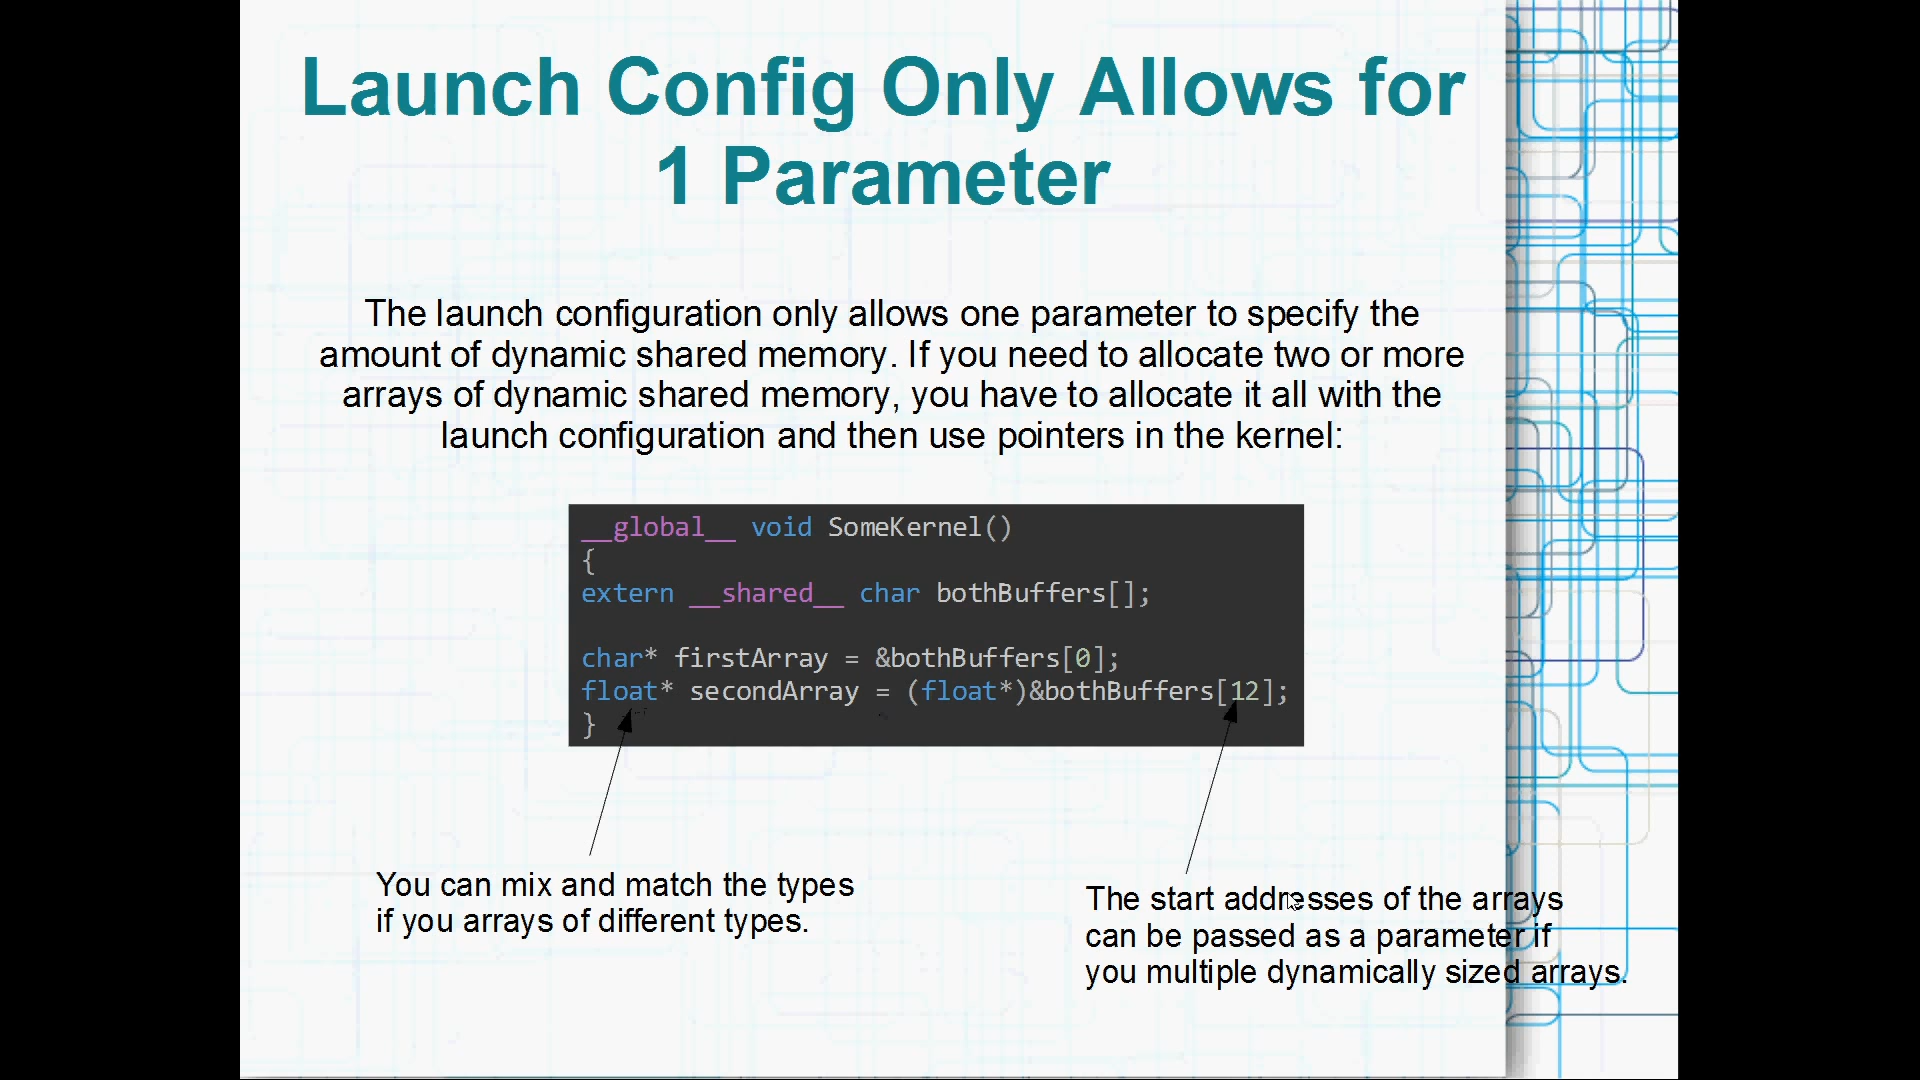 Launch Config Only Allows for
1 Parameter
The launch configuration only allows one parameter to specify the
amount of dynamic shared memory. If you need to allocate two or more
arrays of dynamic shared memory, you have to allocate it all with the
launch configuration and then use pointers in the kernel:
__global__ void SomeKernel()
{
extern __shared__ char bothBuffers[];
char* firstArray = &bothBuffers[0];
float* secondArray = (float*)&bothBuffers[12];
}
You can mix and match the types
if you arrays of different types.
The start addresses of the arrays
can be passed as a parameter if
you multiple dynamically sized arrays.